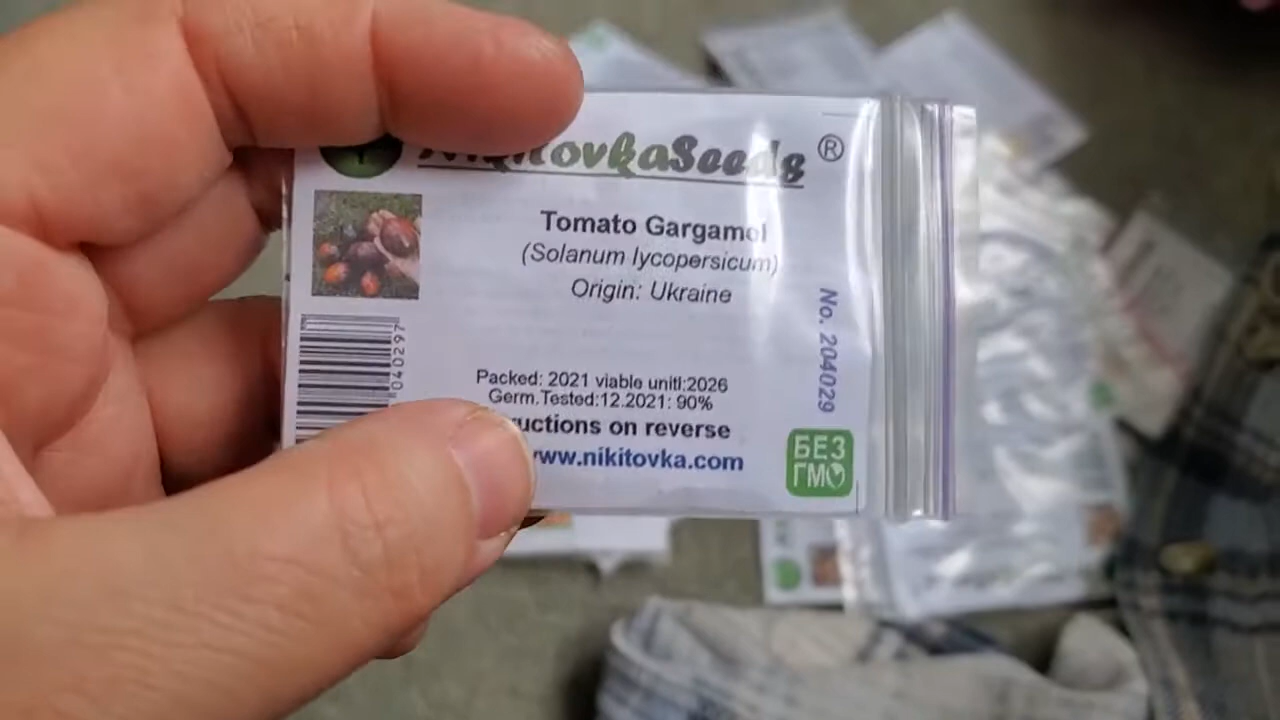 NikitovkaSeeds ®
Tomato Gargamel
(Solanum lycopersicum)
Origin: Ukraine
No. 204029
040297
Packed: 2021 viable unitl:2026
Germ.Tested:12.2021: 90%
uctions on reverse
www.nikitovka.com
БЕЗ
ГМО